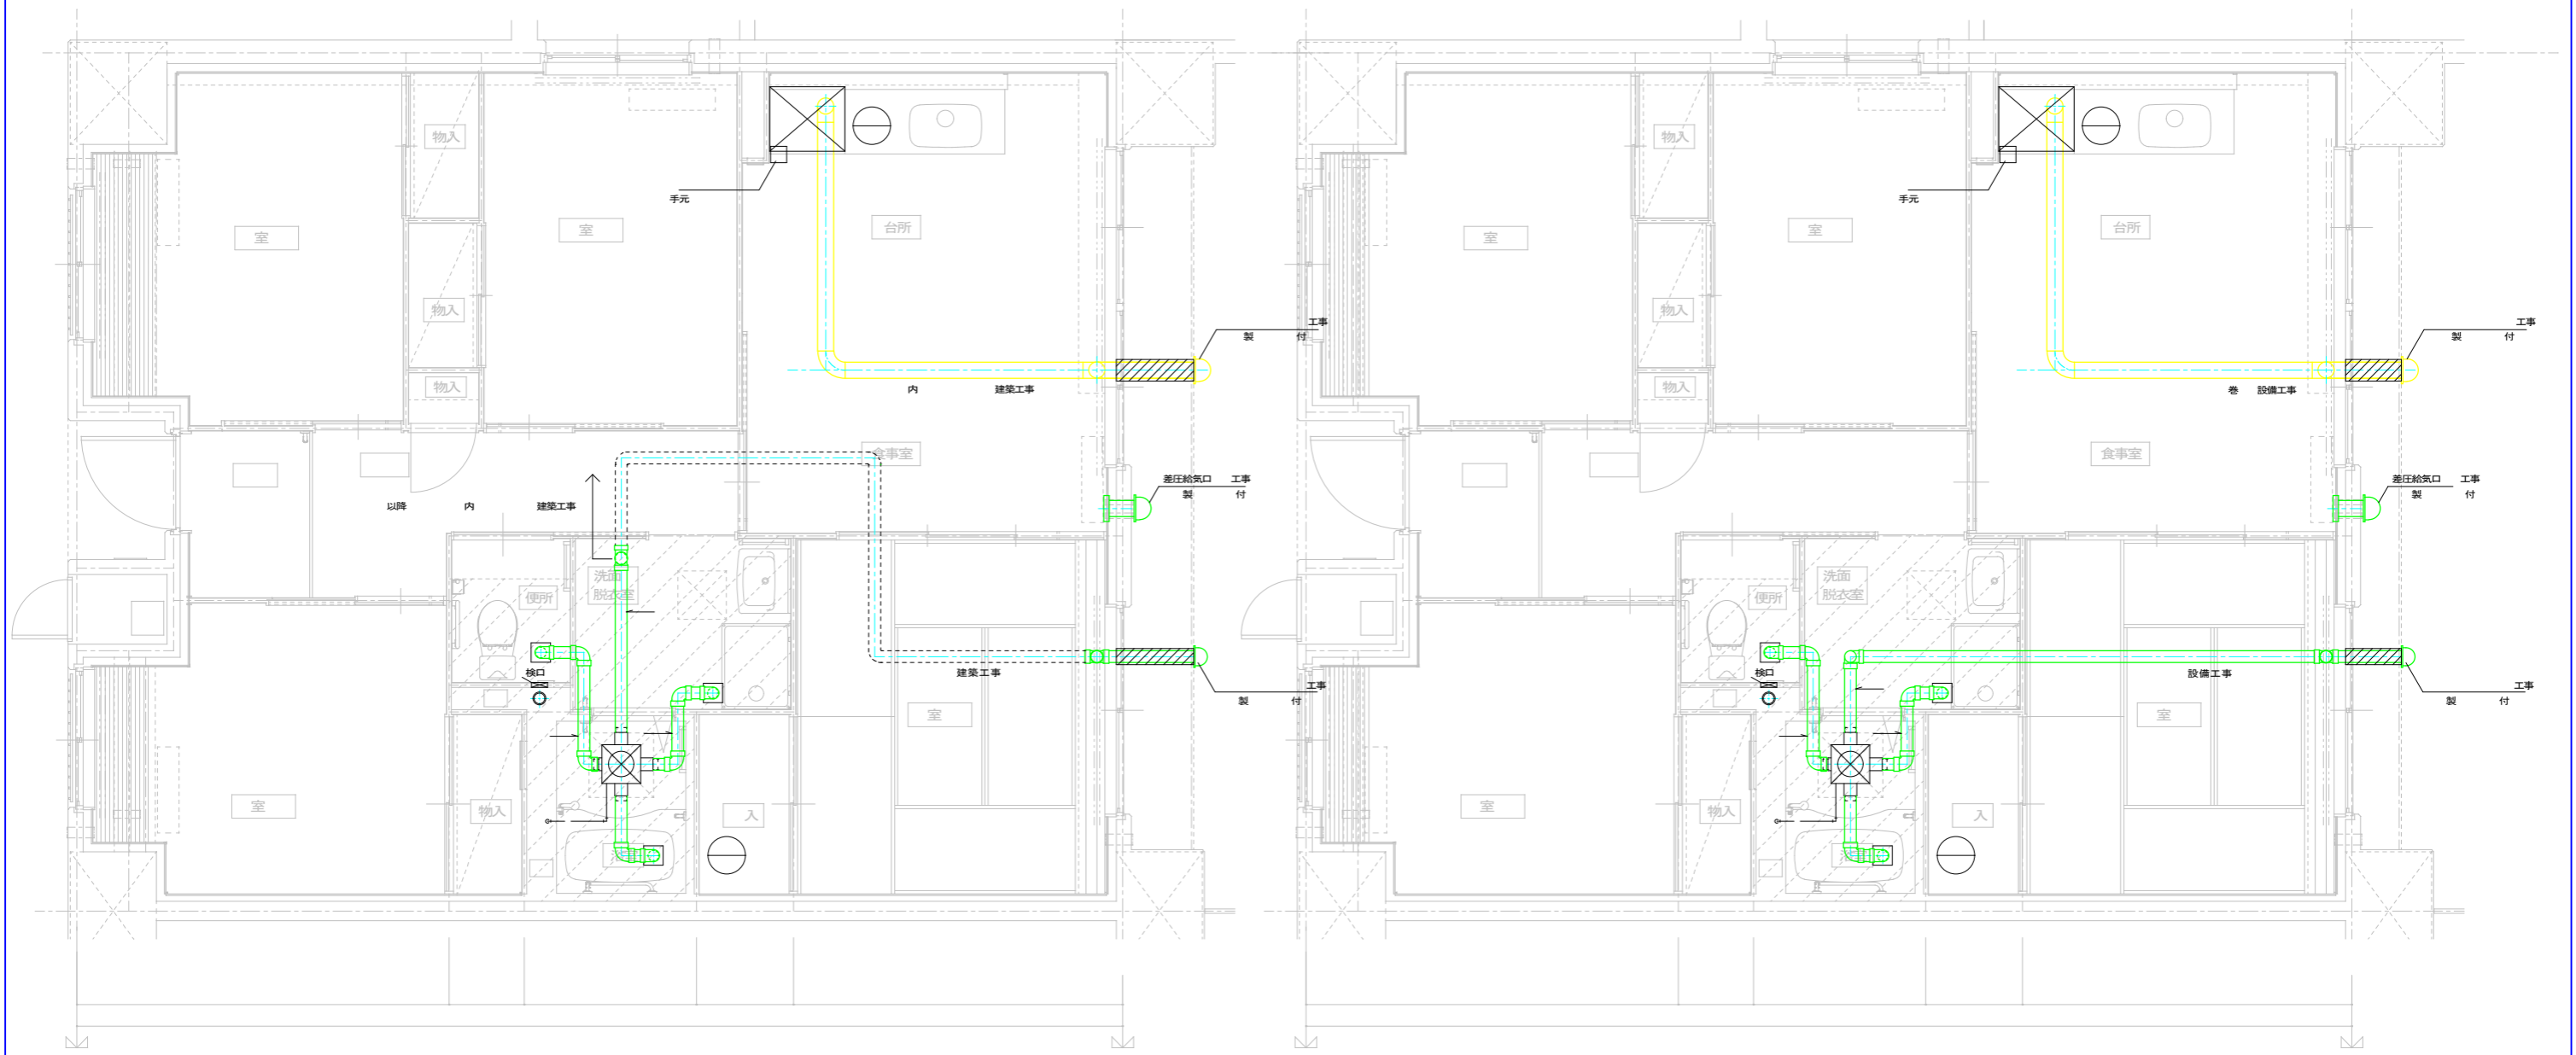 物入
手元
室
室
台所
物入
工事
製 付
物入
内 建築工事
食事室
差圧給気口 工事
製 付
以降 内 建築工事
洗面
脱衣室
便所
検口
建築工事
工事
製 付
室
室
物入
入
物入
手元
室
室
台所
物入
工事
製 付
物入
巻 設備工事
食事室
差圧給気口 工事
製 付
洗面
脱衣室
便所
検口
設備工事
工事
製 付
室
室
物入
入